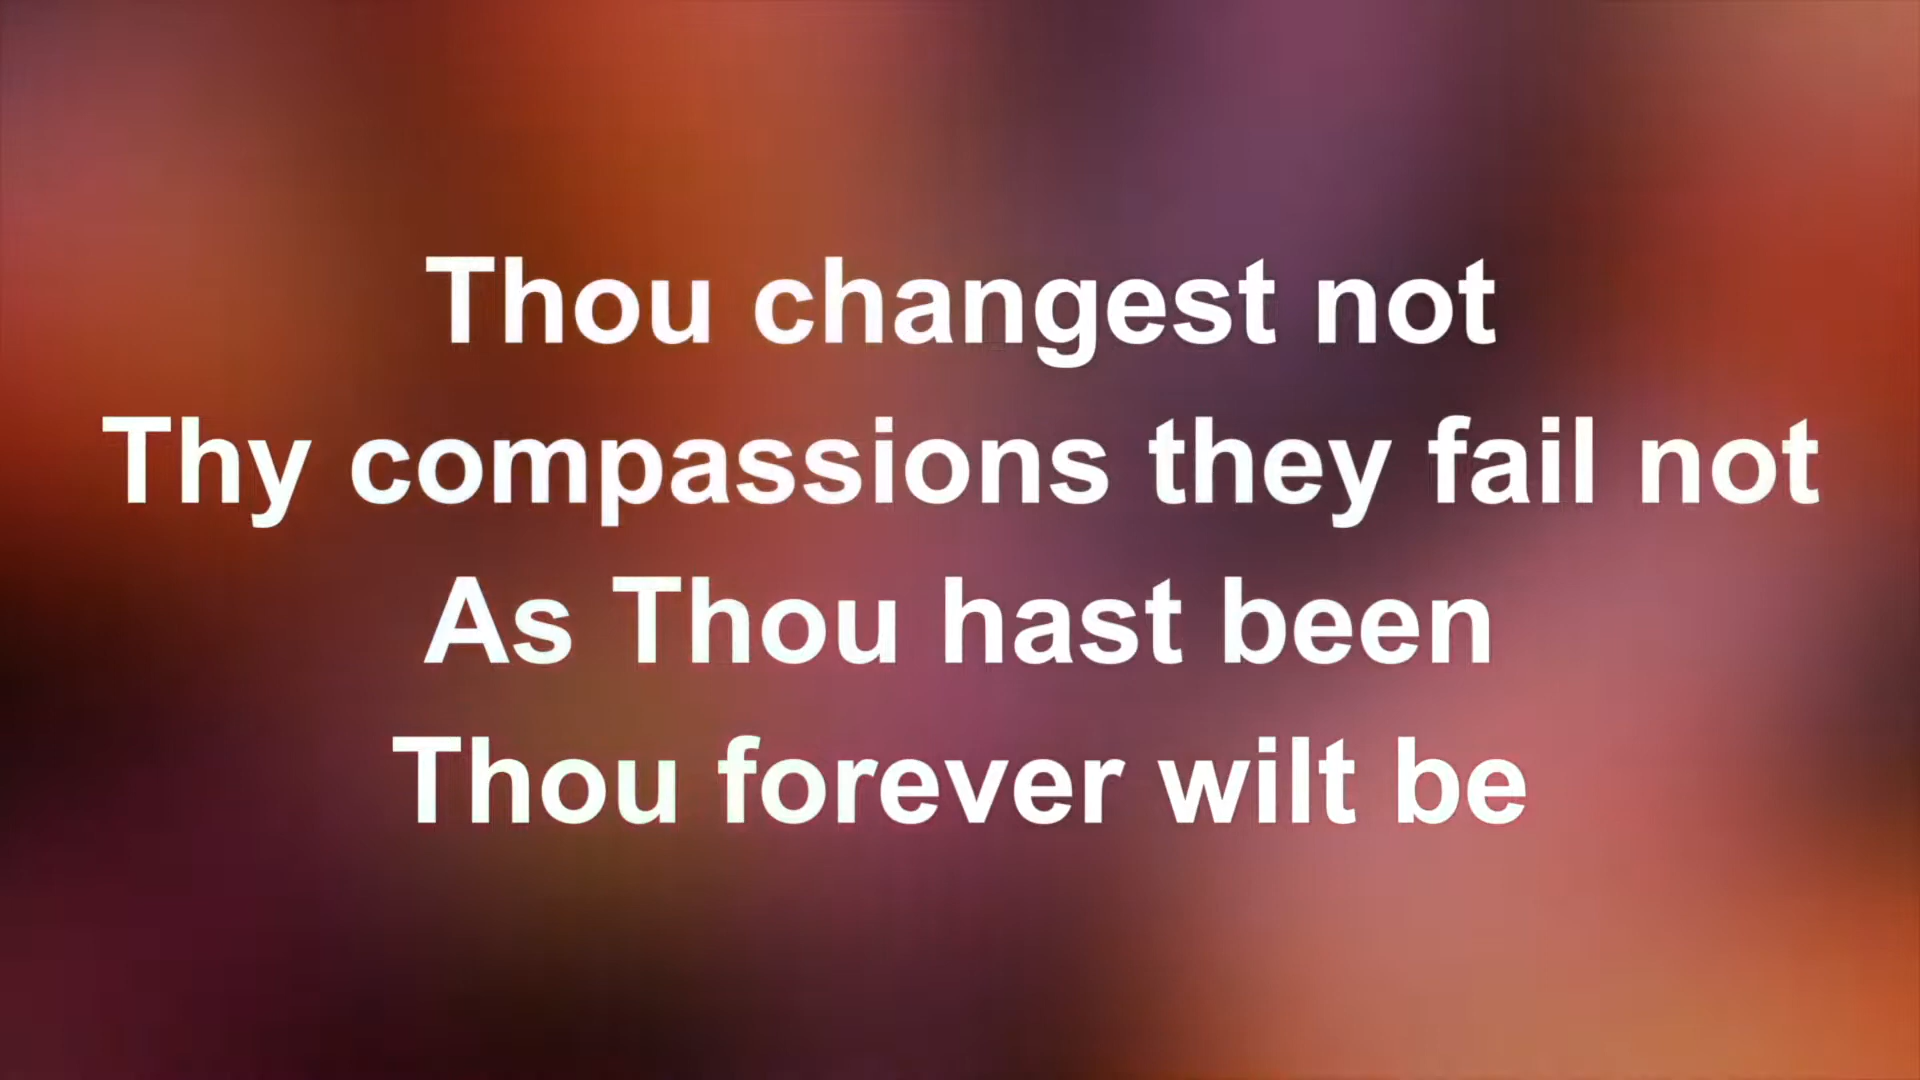 Thou changest not
Thy compassions they fail not
As Thou hast been
Thou forever wilt be